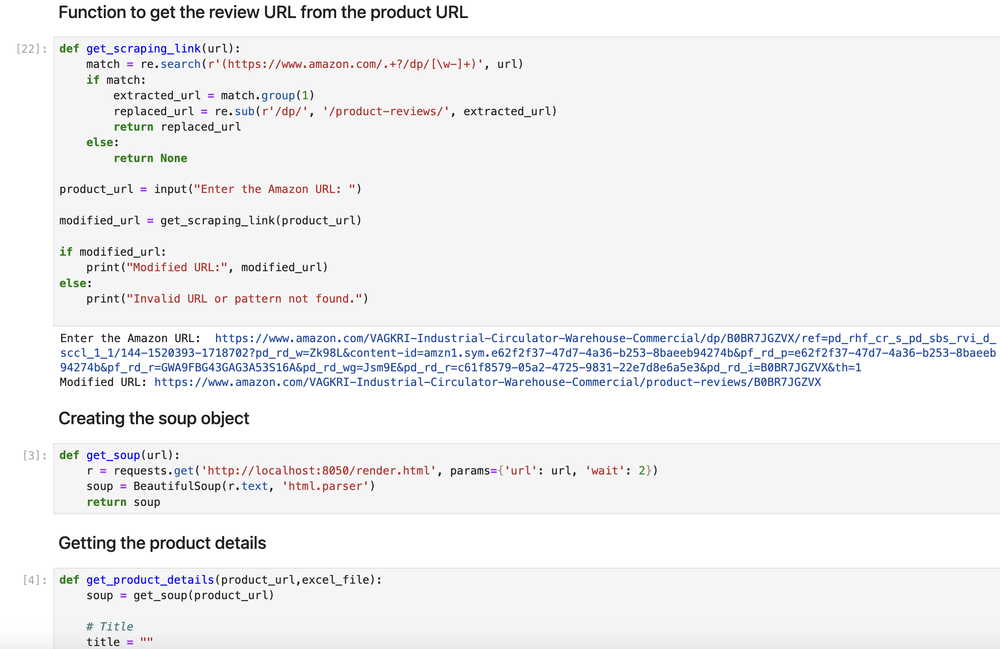 Function to get the review URL from the product URL
[22]:
def get_scraping_link(url):
    match = re.search(r'(https://www.amazon.com/.+?/dp/[\w-]+)', url)
    if match:
        extracted_url = match.group(1)
        replaced_url = re.sub(r'/dp/', '/product-reviews/', extracted_url)
        return replaced_url
    else:
        return None
product_url = input("Enter the Amazon URL: ")
modified_url = get_scraping_link(product_url)
if modified_url:
    print("Modified URL:", modified_url)
else:
    print("Invalid URL or pattern not found.")
Enter the Amazon URL:  https://www.amazon.com/VAGKRI-Industrial-Circulator-Warehouse-Commercial/dp/B0BR7JGZVX/ref=pd_rhf_cr_s_pd_sbs_rvi_d_
sccl_1_1/144-1520393-1718702?pd_rd_w=Zk98L&content-id=amzn1.sym.e62f2f37-47d7-4a36-b253-8baeeb94274b&pf_rd_p=e62f2f37-47d7-4a36-b253-8baeeb
94274b&pf_rd_r=GWA9FBG43GAG3A53S16A&pd_rd_wg=Jsm9E&pd_rd_r=c61f8579-05a2-4725-9831-22e7d8e6a5e3&pd_rd_i=B0BR7JGZVX&th=1
Modified URL: https://www.amazon.com/VAGKRI-Industrial-Circulator-Warehouse-Commercial/product-reviews/B0BR7JGZVX
Creating the soup object
[3]:
def get_soup(url):
    r = requests.get('http://localhost:8050/render.html', params={'url': url, 'wait': 2})
    soup = BeautifulSoup(r.text, 'html.parser')
    return soup
Getting the product details
[4]:
def get_product_details(product_url,excel_file):
    soup = get_soup(product_url)
    # Title
    title = ""